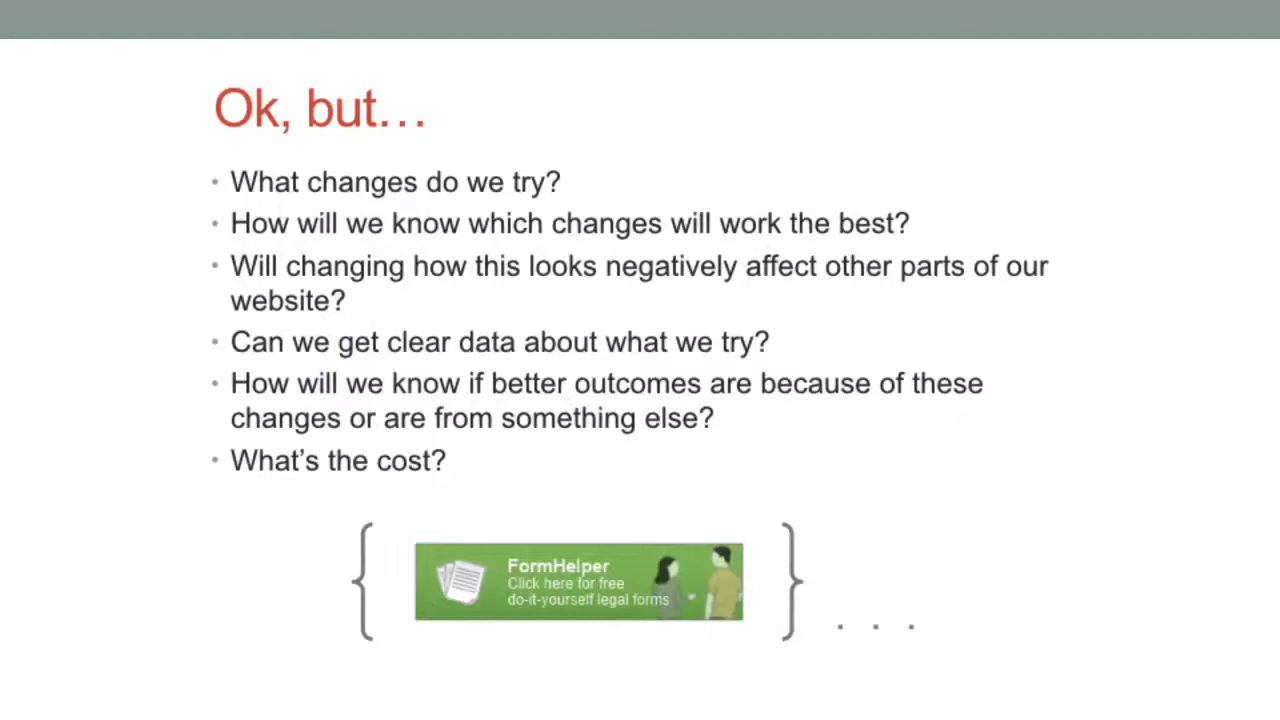 Ok, but…
• What changes do we try?
• How will we know which changes will work the best?
• Will changing how this looks negatively affect other parts of our
website?
• Can we get clear data about what we try?
• How will we know if better outcomes are because of these
changes or are from something else?
• What’s the cost?
{ FormHelper } . . .
Click here for free
do-it-yourself legal forms